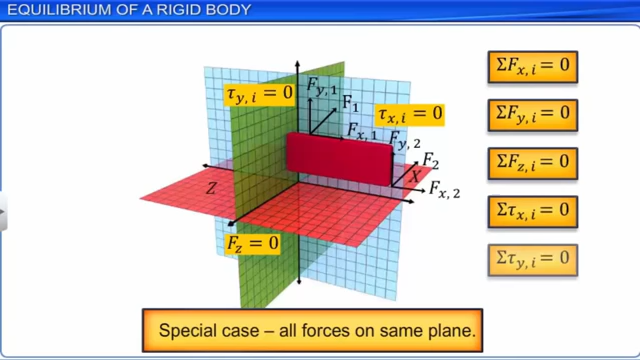 EQUILIBRIUM OF A RIGID BODY
τy, i = 0
Fy, 1
F1
τx, i = 0
Fx, 1
Fy, 2
F2
X
Fx, 2
Z
Fz = 0
ΣFx, i = 0
ΣFy, i = 0
ΣFz, i = 0
Στx, i = 0
Στy, i = 0
Special case – all forces on same plane.